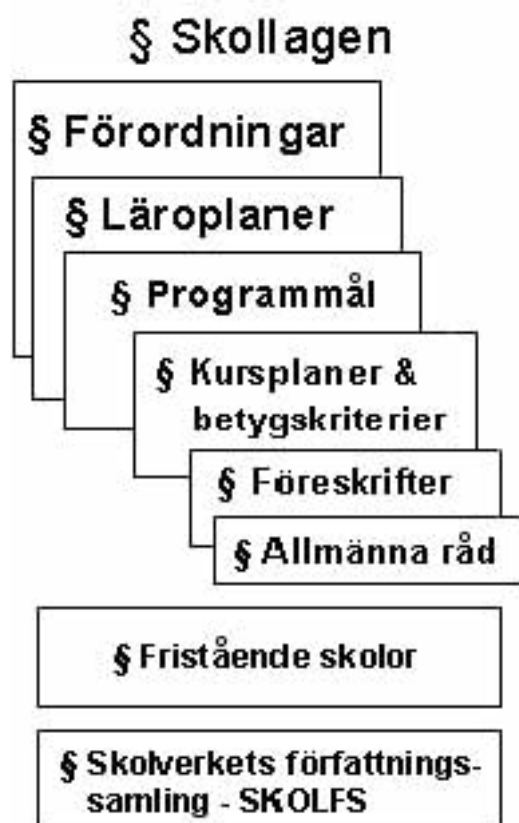 § Skollagen
§ Förordningar
§ Läroplaner
§ Programmål
§ Kursplaner &
betygskriterier
§ Föreskrifter
§ Allmänna råd
§ Fristående skolor
§ Skolverkets författnings-
samling - SKOLFS